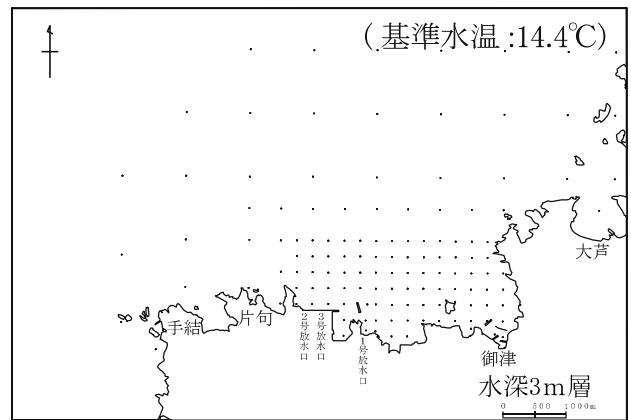 (基準水温:14.4℃)
大芦
手結
片句
2号放水口
3号放水口
1号放水口
御津
水深3m層
0 500 1000m